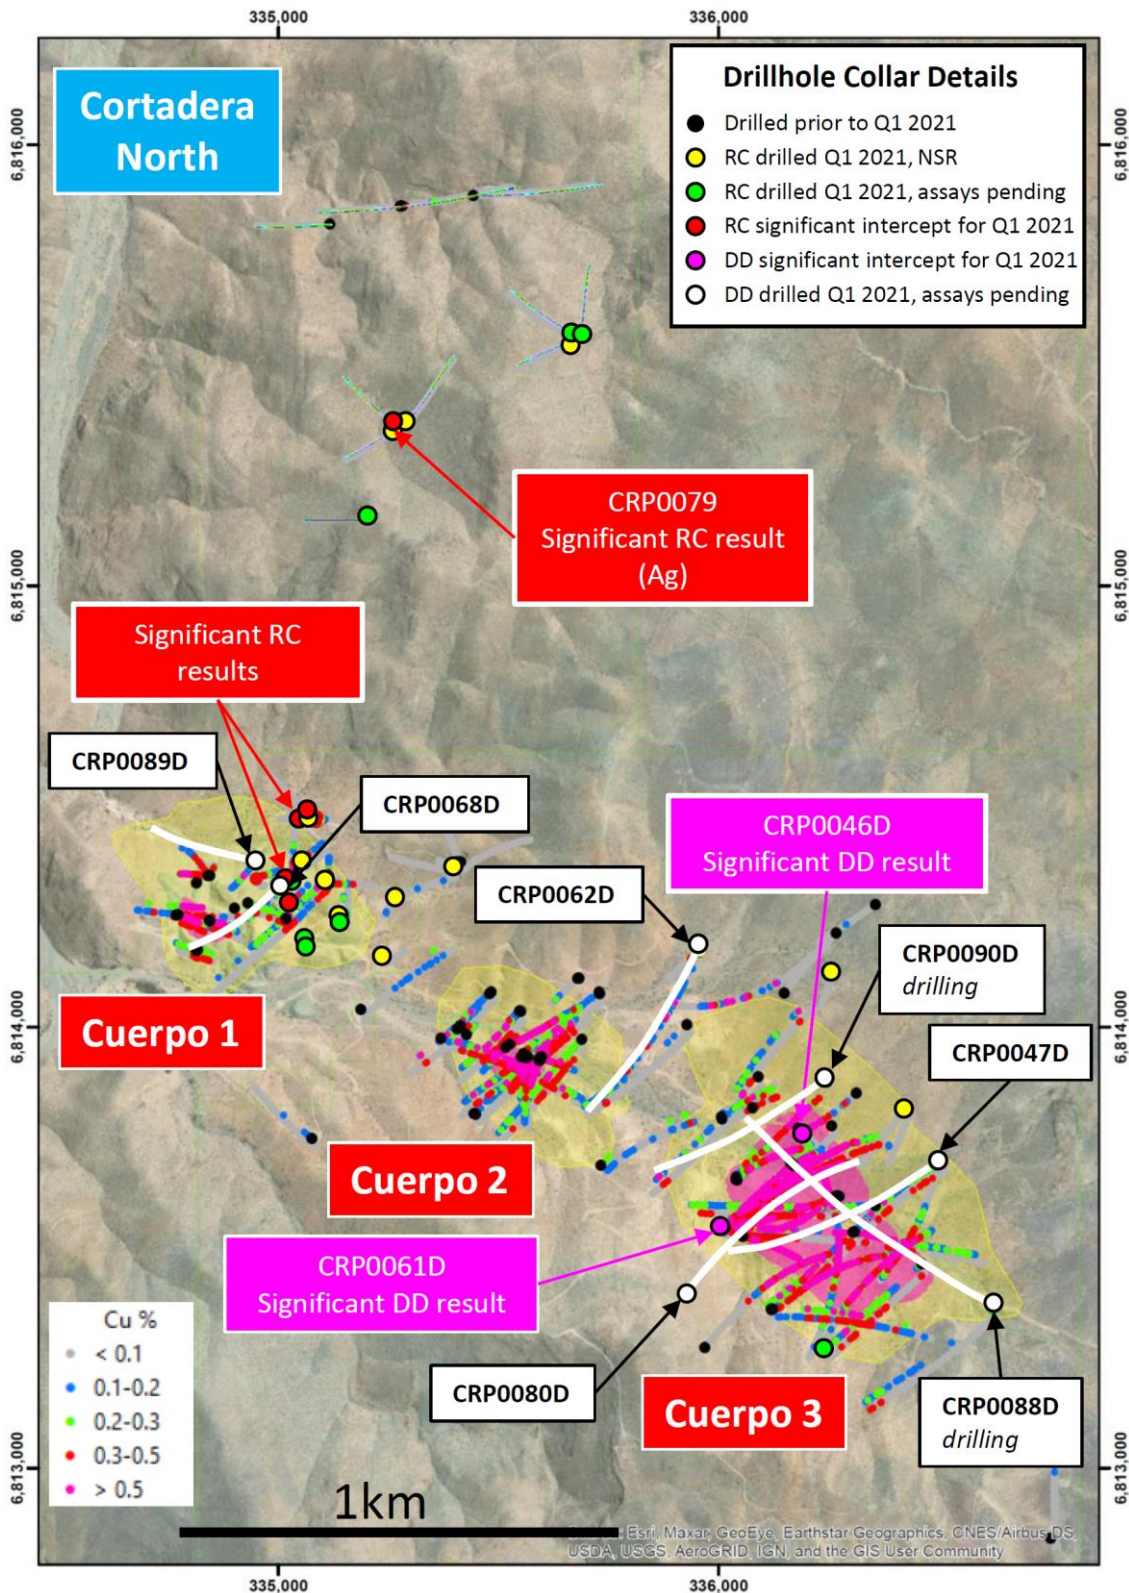 335,000
336,000
Cortadera
North
Drillhole Collar Details
Drilled prior to Q1 2021
RC drilled Q1 2021, NSR
RC drilled Q1 2021, assays pending
RC significant intercept for Q1 2021
DD significant intercept for Q1 2021
DD drilled Q1 2021, assays pending
6,816,000
6,816,000
CRP0079
Significant RC result
(Ag)
6,815,000
6,815,000
Significant RC
results
CRP0089D
CRP0068D
CRP0046D
Significant DD result
CRP0062D
CRP0090D
drilling
CRP0047D
6,814,000
6,814,000
Cuerpo 1
Cuerpo 2
CRP0061D
Significant DD result
Cu %
< 0.1
0.1-0.2
0.2-0.3
0.3-0.5
> 0.5
CRP0080D
Cuerpo 3
CRP0088D
drilling
6,813,000
6,813,000
1km
Esri, Maxar, GeoEye, Earthstar Geographics, CNES/Airbus DS,
USDA, USGS, AeroGRID, IGN, and the GIS User Community
335,000
336,000